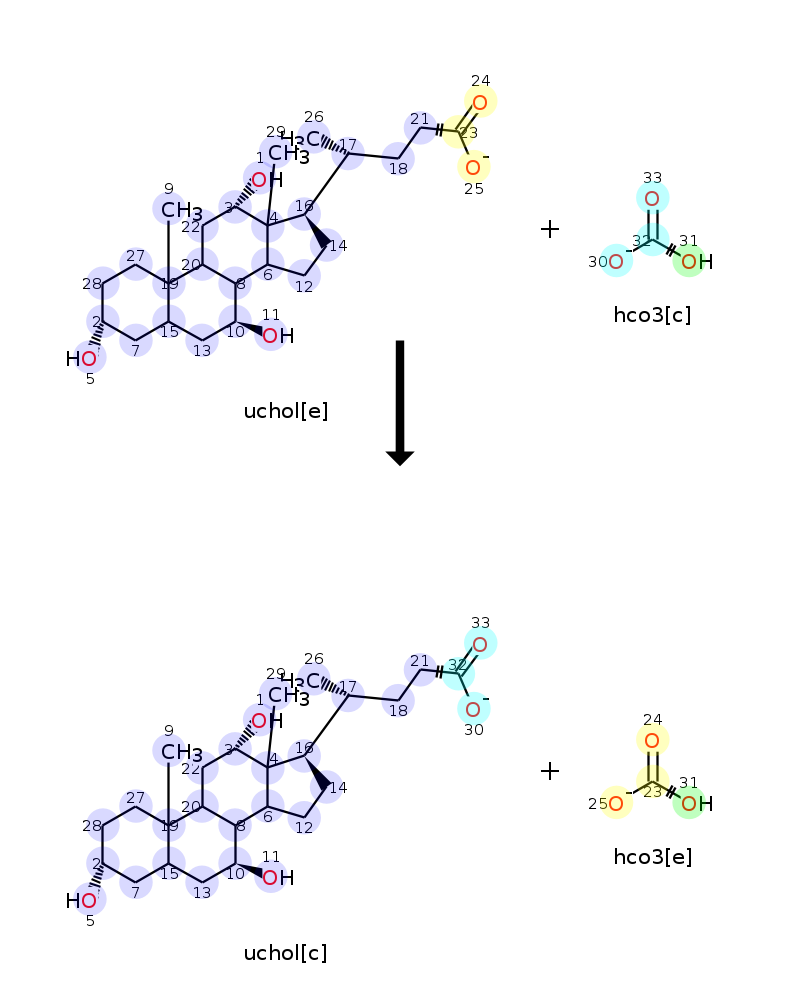 24
26 21 23
29 H₃C 17 O
1 CH₃ 18 O⁻
OH 25
9 33
CH₃ 3 4 16 O
22 14 + 32 31
27 20 30 O⁻ OH
28 19 8 6 12
2 15 10 11 hco3[c]
HO 7 13 OH
5
uchol[e]
33
26 21 32 O
29 H₃C 17
1 CH₃ 18 O⁻
OH 30
9 24
CH₃ 3 4 16 O
22 14 + 23 31
27 20 25 O⁻ OH
28 19 8 6 12
2 15 10 11 hco3[e]
HO 7 13 OH
5
uchol[c]